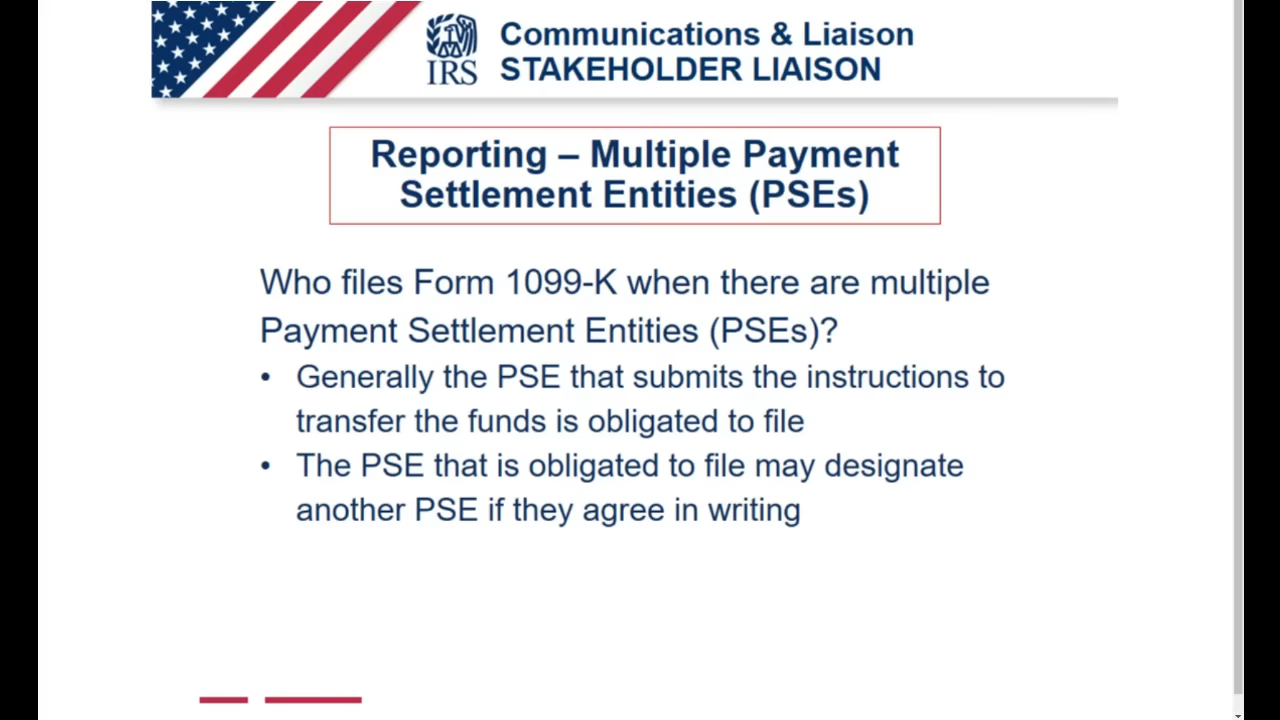 Communications & Liaison
STAKEHOLDER LIAISON
IRS
Reporting – Multiple Payment
Settlement Entities (PSEs)
Who files Form 1099-K when there are multiple
Payment Settlement Entities (PSEs)?
• Generally the PSE that submits the instructions to
transfer the funds is obligated to file
• The PSE that is obligated to file may designate
another PSE if they agree in writing